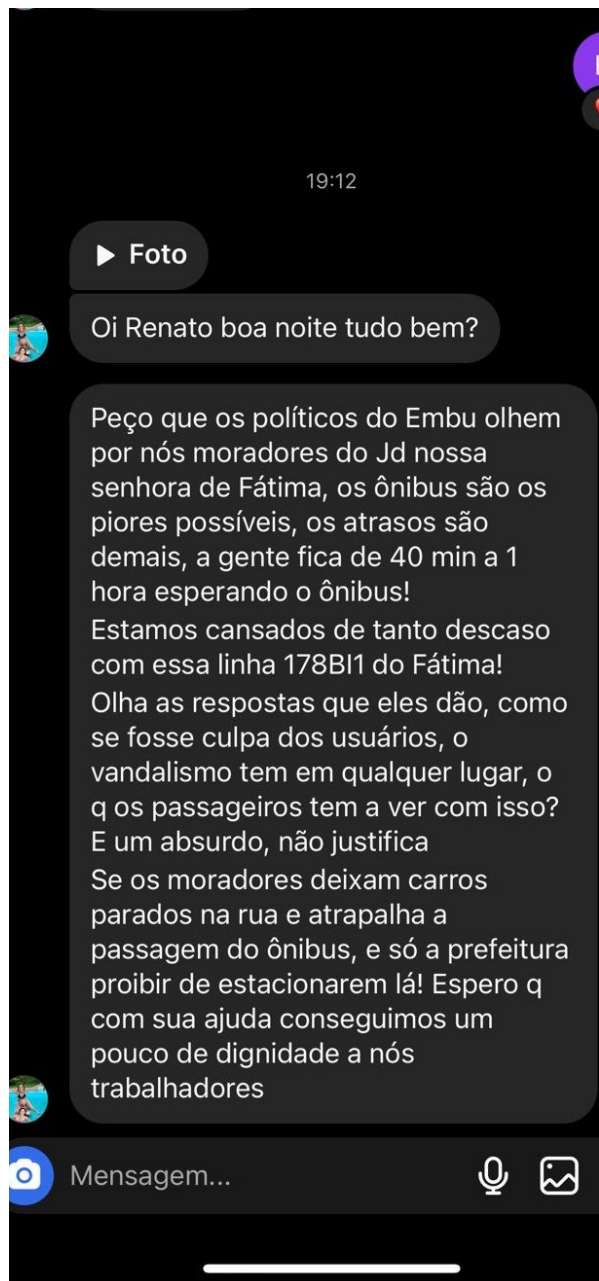 19:12
Foto
Oi Renato boa noite tudo bem?
Peço que os políticos do Embu olhem
por nós moradores do Jd nossa
senhora de Fátima, os ônibus são os
piores possíveis, os atrasos são
demais, a gente fica de 40 min a 1
hora esperando o ônibus!
Estamos cansados de tanto descaso
com essa linha 178BI1 do Fátima!
Olha as respostas que eles dão, como
se fosse culpa dos usuários, o
vandalismo tem em qualquer lugar, o
q os passageiros tem a ver com isso?
E um absurdo, não justifica
Se os moradores deixam carros
parados na rua e atrapalha a
passagem do ônibus, e só a prefeitura
proibir de estacionarem lá! Espero q
com sua ajuda conseguimos um
pouco de dignidade a nós
trabalhadores
Mensagem...